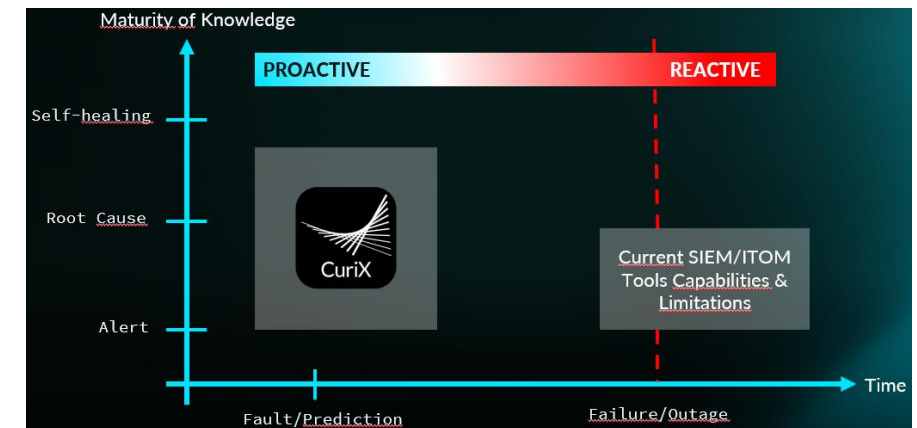 Maturity of Knowledge
PROACTIVE
REACTIVE
Self-healing
Root Cause
CuriX
Current SIEM/ITOM
Tools Capabilities &
Limitations
Alert
Time
Fault/Prediction
Failure/Outage